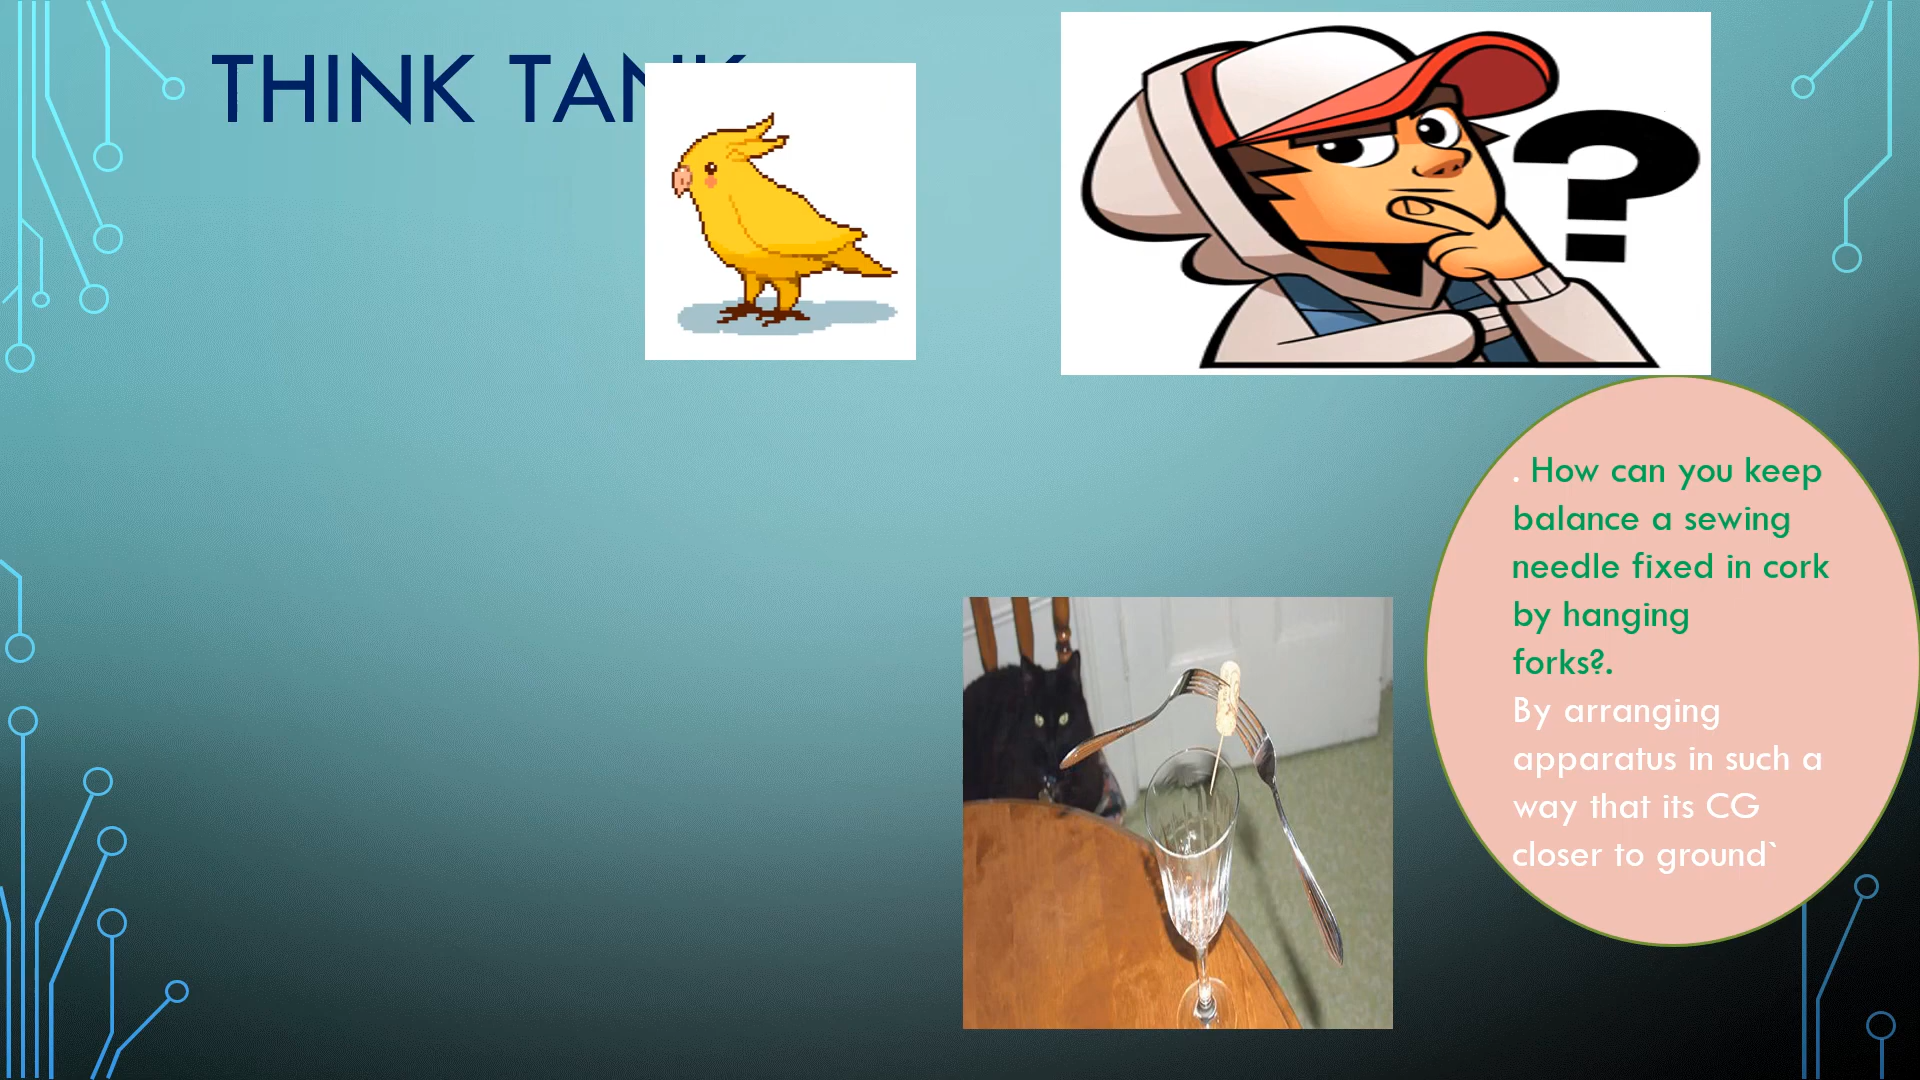 THINK TANK
?
. How can you keep
balance a sewing
needle fixed in cork
by hanging
forks?.
By arranging
apparatus in such a
way that its CG
closer to ground`